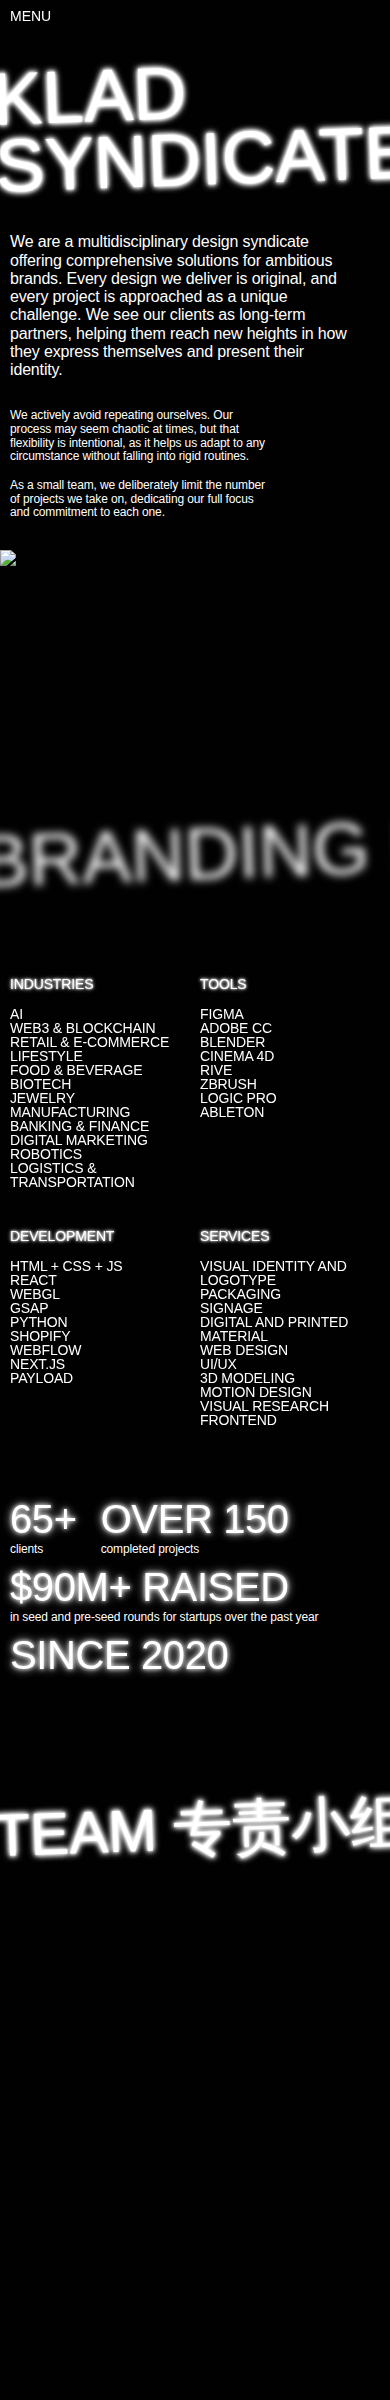 MENU
KLAD
SYNDICATE
We are a multidisciplinary design syndicate
offering comprehensive solutions for ambitious
brands. Every design we deliver is original, and
every project is approached as a unique
challenge. We see our clients as long-term
partners, helping them reach new heights in how
they express themselves and present their
identity.
We actively avoid repeating ourselves. Our
process may seem chaotic at times, but that
flexibility is intentional, as it helps us adapt to any
circumstance without falling into rigid routines.
As a small team, we deliberately limit the number
of projects we take on, dedicating our full focus
and commitment to each one.
BRANDING
INDUSTRIES
AI
WEB3 & BLOCKCHAIN
RETAIL & E-COMMERCE
LIFESTYLE
FOOD & BEVERAGE
BIOTECH
JEWELRY
MANUFACTURING
BANKING & FINANCE
DIGITAL MARKETING
ROBOTICS
LOGISTICS &
TRANSPORTATION
TOOLS
FIGMA
ADOBE CC
BLENDER
CINEMA 4D
RIVE
ZBRUSH
LOGIC PRO
ABLETON
DEVELOPMENT
HTML + CSS + JS
REACT
WEBGL
GSAP
PYTHON
SHOPIFY
WEBFLOW
NEXT.JS
PAYLOAD
SERVICES
VISUAL IDENTITY AND
LOGOTYPE
PACKAGING
SIGNAGE
DIGITAL AND PRINTED
MATERIAL
WEB DESIGN
UI/UX
3D MODELING
MOTION DESIGN
VISUAL RESEARCH
FRONTEND
65+
clients
OVER 150
completed projects
$90M+ RAISED
in seed and pre-seed rounds for startups over the past year
SINCE 2020
TEAM 专责小组